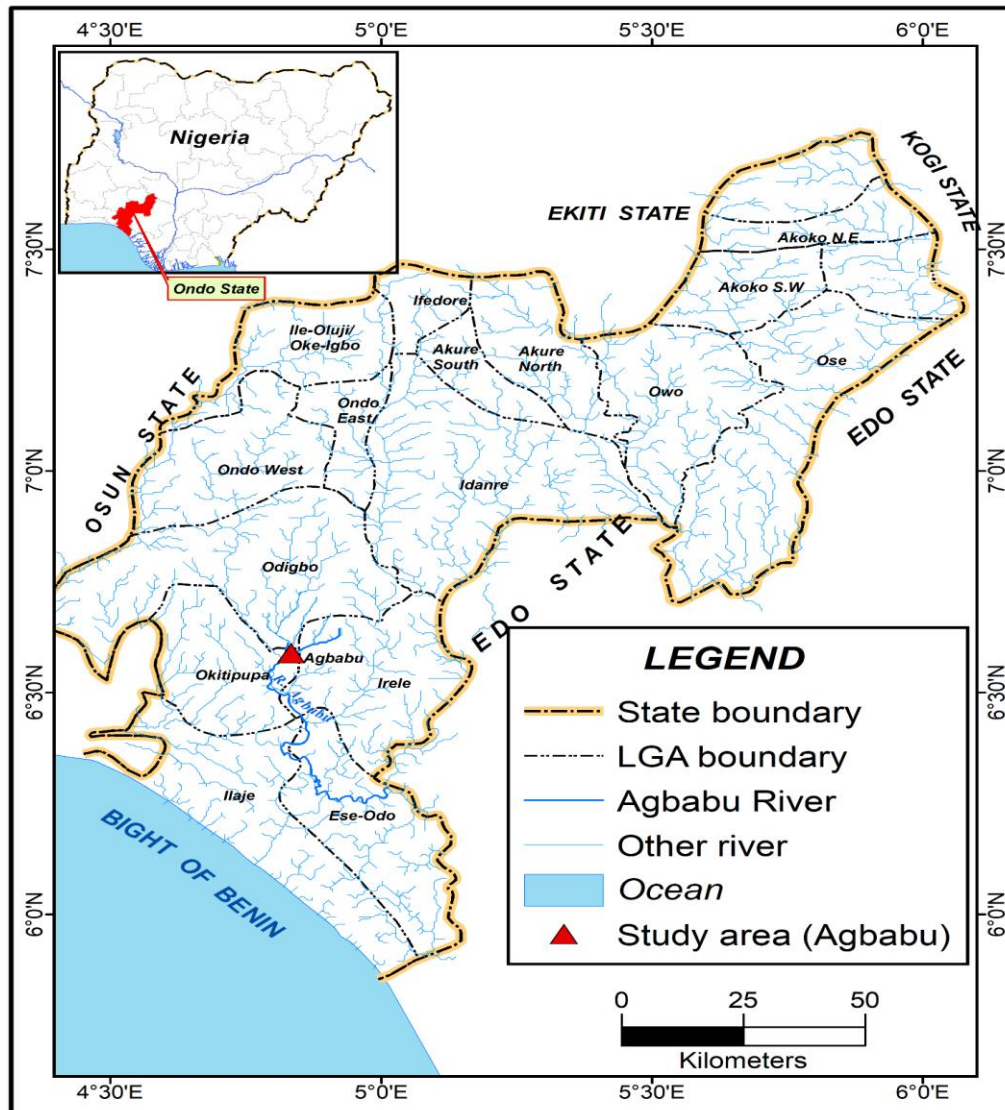 4°30'E
5°0'E
5°30'E
6°0'E
Nigeria
Ondo State
KOGI STATE
EKITI STATE
7°30'N
7°30'N
Akoko N.E
Akoko S.W
Ifedore
Ile-Oluji/
Oke-Igbo
Akure
South
Akure
North
Ose
Owo
EDO STATE
OSUN STATE
Ondo
East
7°0'N
7°0'N
Ondo West
Idanre
EDO STATE
Odigbo
Agbabu
Okitipupa
Irele
R. Agbabu
6°30'N
6°30'N
Ilaje
Ese-Odo
BIGHT OF BENIN
6°0'N
6°0'N
LEGEND
State boundary
LGA boundary
Agbabu River
Other river
Ocean
Study area (Agbabu)
0
25
50
Kilometers
4°30'E
5°0'E
5°30'E
6°0'E